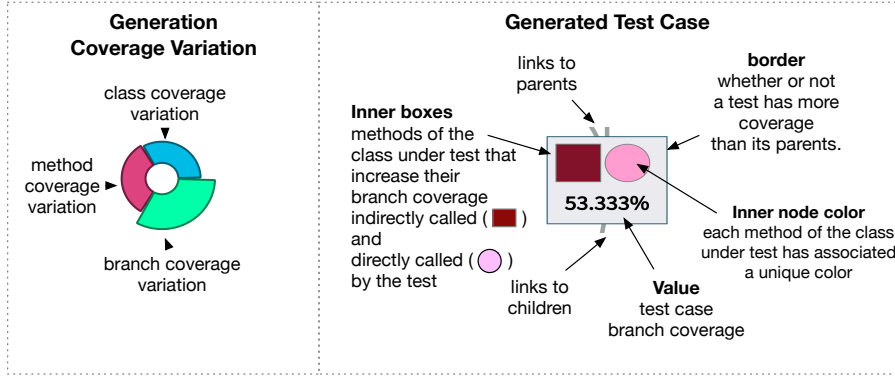 Generation
Coverage Variation
class coverage
variation
method
coverage
variation
branch coverage
variation
Generated Test Case
links to
parents
border
whether or not
a test has more
coverage
than its parents.
Inner boxes
methods of the
class under test that
increase their
branch coverage
indirectly called ( )
and
directly called ( )
by the test
53.333%
Inner node color
each method of the class
under test has associated
a unique color
links to
children
Value
test case
branch coverage